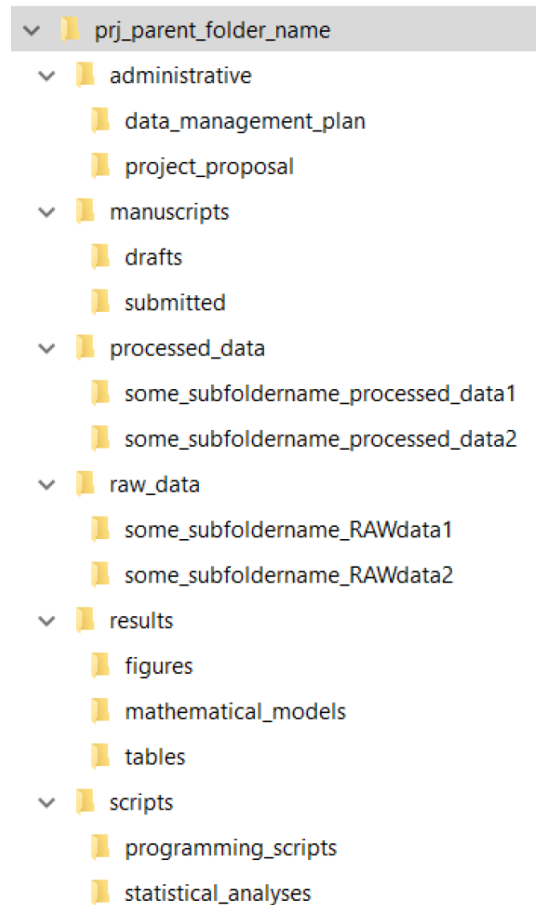 prj_parent_folder_name
administrative
data_management_plan
project_proposal
manuscripts
drafts
submitted
processed_data
some_subfoldername_processed_data1
some_subfoldername_processed_data2
raw_data
some_subfoldername_RAWdata1
some_subfoldername_RAWdata2
results
figures
mathematical_models
tables
scripts
programming_scripts
statistical_analyses